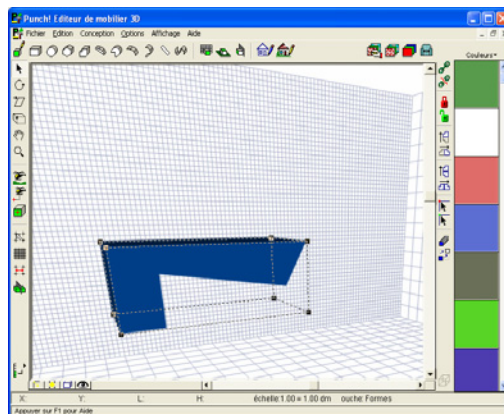 Punch! Editeur de mobilier 3D
Fichier Edition Conception Options Affichage Aide
Couleurs
X: Y: L: H: échelle:1.00 = 1.00 dm ouche: Formes
Appuyer sur F1 pour Aide